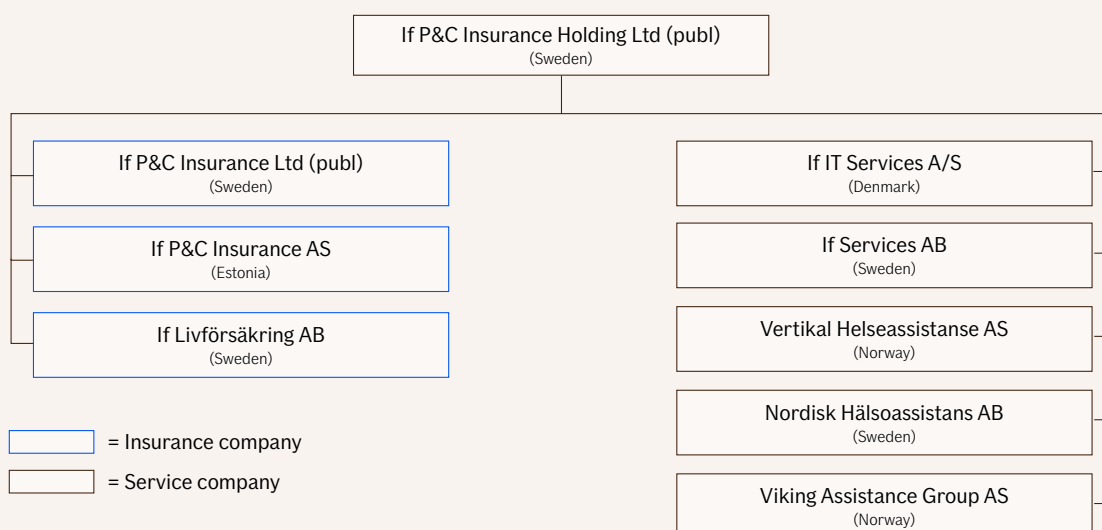 If P&C Insurance Holding Ltd (publ)
(Sweden)
If P&C Insurance Ltd (publ)
(Sweden)
If P&C Insurance AS
(Estonia)
If Livförsäkring AB
(Sweden)
= Insurance company
= Service company
If IT Services A/S
(Denmark)
If Services AB
(Sweden)
Vertikal Helseassistanse AS
(Norway)
Nordisk Hälsoassistans AB
(Sweden)
Viking Assistance Group AS
(Norway)